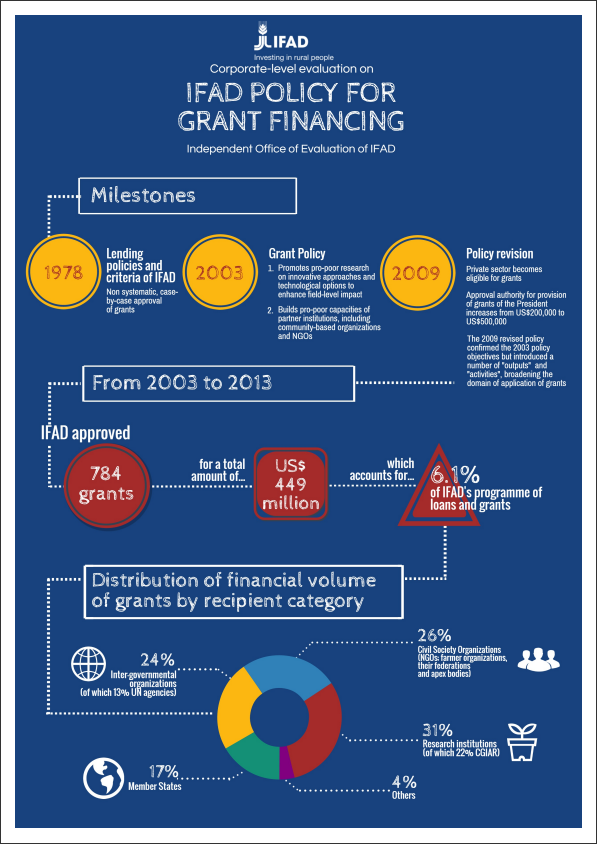 IFAD
Investing in rural people
Corporate-level evaluation on
IFAD POLICY FOR
GRANT FINANCING
Independent Office of Evaluation of IFAD
Milestones
1978
Lending
policies and
criteria of IFAD
Non systematic, case-
by-case approval
of grants
2003
Grant Policy
1. Promotes pro-poor research
on innovative approaches and
technological options to
enhance field-level impact
2. Builds pro-poor capacities of
partner institutions, including
community-based organizations
and NGOs
2009
Policy revision
Private sector becomes
eligible for grants
Approval authority for provision
of grants of the President
increases from US$200,000 to
US$500,000
The 2009 revised policy
confirmed the 2003 policy
objectives but introduced a
number of "outputs" and
"activities", broadening the
domain of application of grants
From 2003 to 2013
IFAD approved
784
grants
for a total
amount of...
US$
449
million
which
accounts for...
6.1%
of IFAD's programme of
loans and grants
Distribution of financial volume
of grants by recipient category
24%
Inter-governmental
organizations
(of which 13% UN agencies)
26%
Civil Society Organizations
(NGOs: farmer organizations,
their federations
and apex bodies)
31%
Research institutions
(of which 22% CGIAR)
17%
Member States
4%
Others